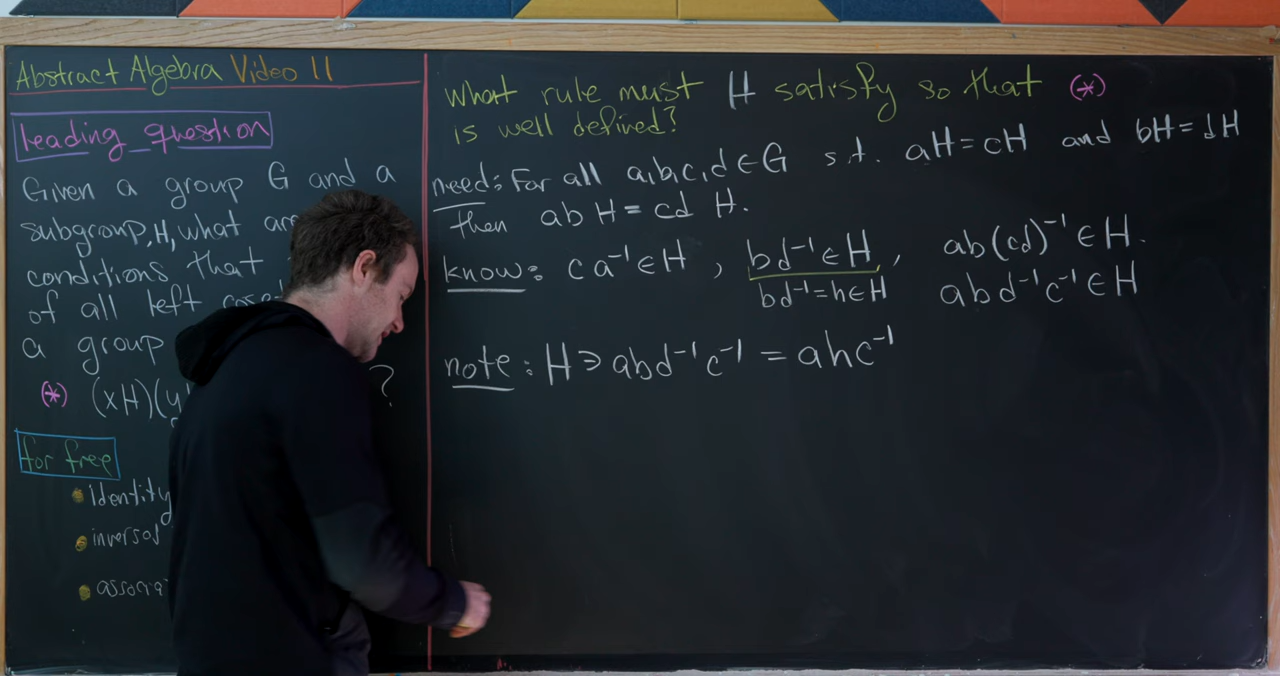 Abstract Algebra Video 11
leading question
Given a group G and a
subgroup, H, what
conditions that
of all left
a group
(*) (xH)(y ?
for free
identity
inverses
What rule must H satisfy so that (*)
is well defined?
need: For all a,b,c,d ∈ G s.t. aH = cH and bH = dH
then ab H = cd H.
know: ca⁻¹ ∈ H , bd⁻¹ ∈ H , ab(cd)⁻¹ ∈ H.
bd⁻¹ = h ∈ H abd⁻¹c⁻¹ ∈ H
note: H ∋ abd⁻¹c⁻¹ = ahc⁻¹